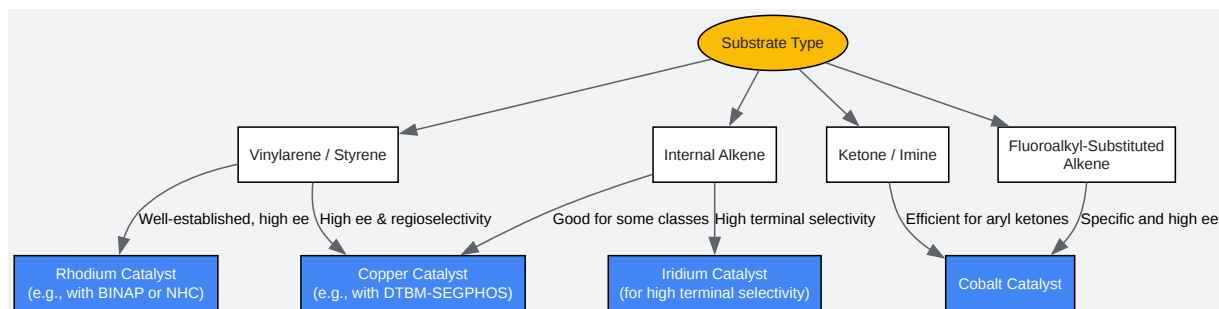 Substrate Type
Vinylarene / Styrene
Internal Alkene
Ketone / Imine
Fluoroalkyl-Substituted
Alkene
Well-established, high ee
High ee & regioselectivity
Good for some classes
High terminal selectivity
Efficient for aryl ketones
Specific and high ee
Rhodium Catalyst
(e.g., with BINAP or NHC)
Copper Catalyst
(e.g., with DTBM-SEGPHOS)
Iridium Catalyst
(for high terminal selectivity)
Cobalt Catalyst